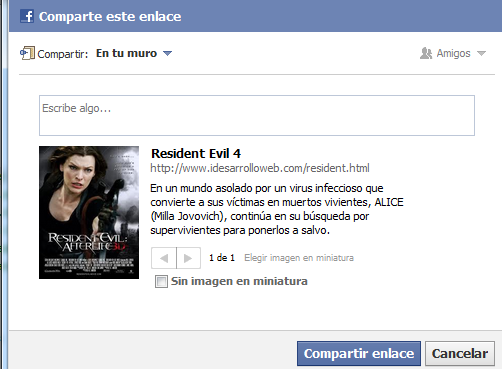 f Comparte este enlace
Compartir: En tu muro Amigos
Escribe algo...
Resident Evil 4
http://www.idesarrolloweb.com/resident.html
En un mundo asolado por un virus infeccioso que
convierte a sus víctimas en muertos vivientes, ALICE
(Milla Jovovich), continúa en su búsqueda por
supervivientes para ponerlos a salvo.
RESIDENT EVIL:
AFTERLIFE 3D
1 de 1 Elegir imagen en miniatura
Sin imagen en miniatura
Compartir enlace Cancelar